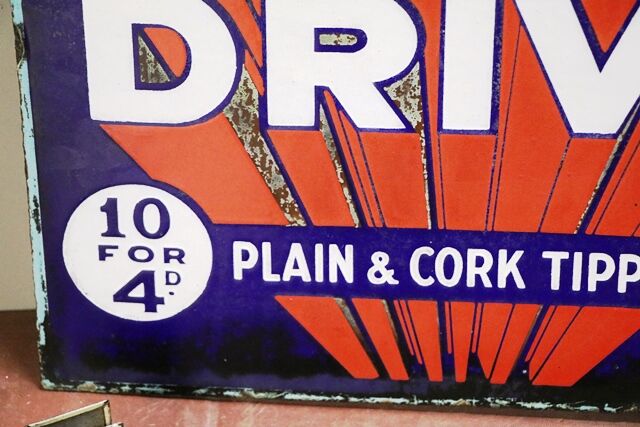 DRIV
10
FOR
4D.
PLAIN & CORK TIPP